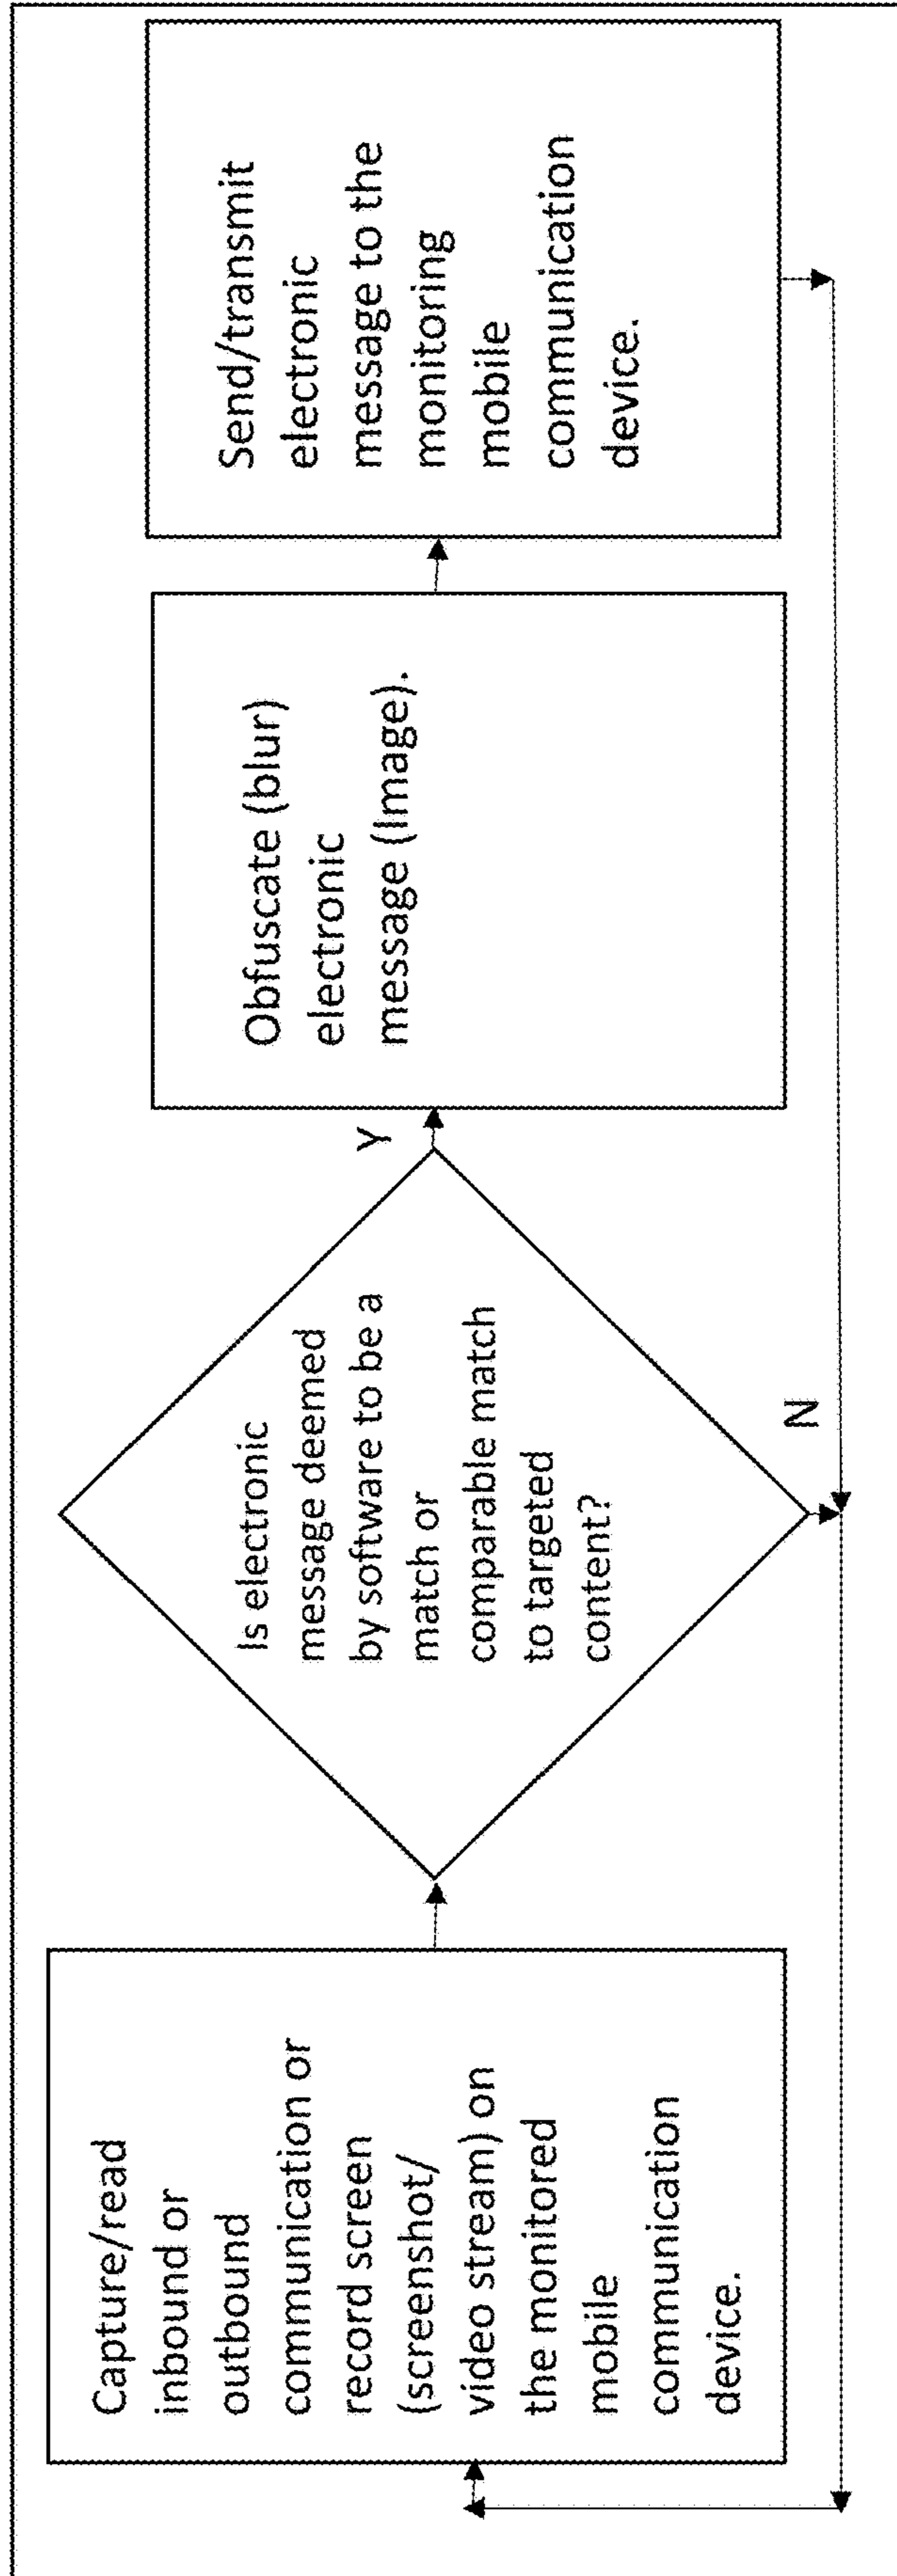 Capture/read
inbound or
outbound
communication or
record screen
(screenshot/
video stream) on
the monitored
mobile
communication
device.
Is electronic
message deemed
by software to be a
match or
comparable match
to targeted
content?
Y
N
Obfuscate (blur)
electronic
message (Image).
Send/transmit
electronic
message to the
monitoring
mobile
communication
device.